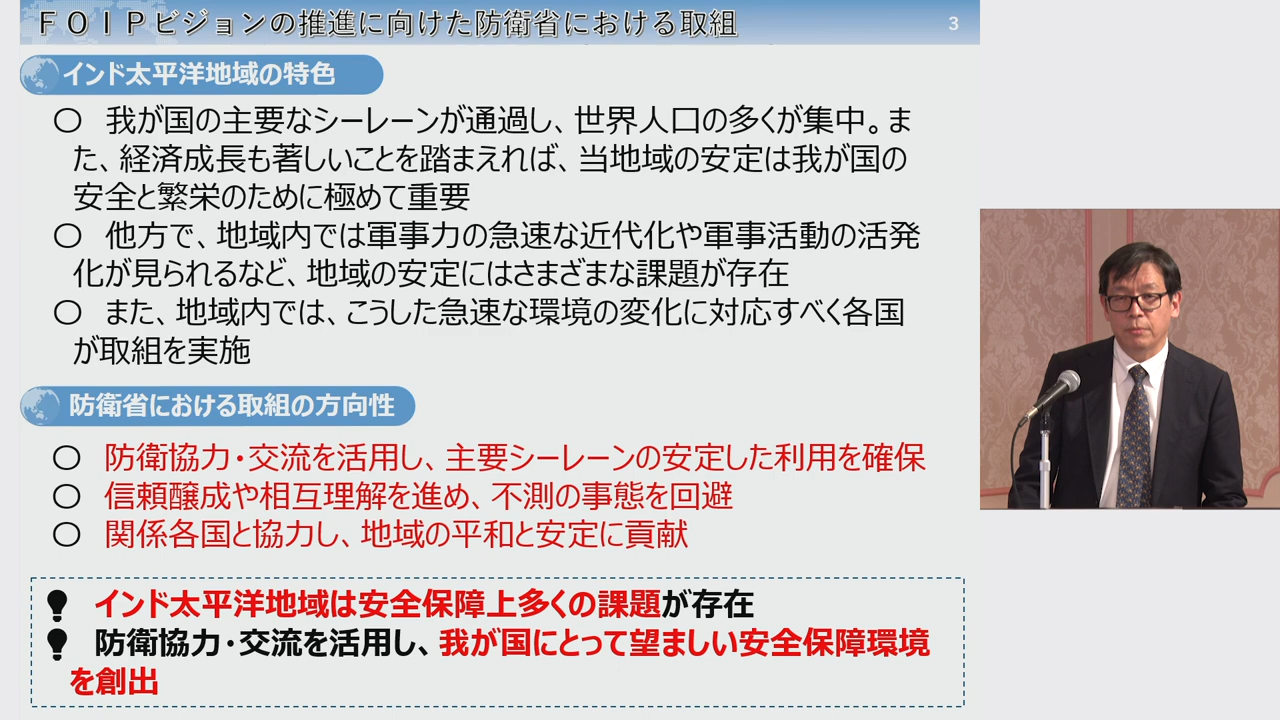 ＦＯＩＰビジョンの推進に向けた防衛省における取組
3
インド太平洋地域の特色
○ 我が国の主要なシーレーンが通過し、世界人口の多くが集中。ま
た、経済成長も著しいことを踏まえれば、当地域の安定は我が国の
安全と繁栄のために極めて重要
○ 他方で、地域内では軍事力の急速な近代化や軍事活動の活発
化が見られるなど、地域の安定にはさまざまな課題が存在
○ また、地域内では、こうした急速な環境の変化に対応すべく各国
が取組を実施
防衛省における取組の方向性
○ 防衛協力・交流を活用し、主要シーレーンの安定した利用を確保
○ 信頼醸成や相互理解を進め、不測の事態を回避
○ 関係各国と協力し、地域の平和と安定に貢献
インド太平洋地域は安全保障上多くの課題が存在
防衛協力・交流を活用し、我が国にとって望ましい安全保障環境
を創出